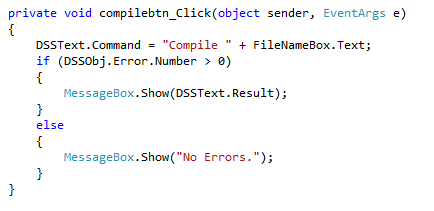 private void compilebtn_Click(object sender, EventArgs e)
{
    DSSText.Command = "Compile " + FileNameBox.Text;
    if (DSSObj.Error.Number > 0)
    {
        MessageBox.Show(DSSText.Result);
    }
    else
    {
        MessageBox.Show("No Errors.");
    }
}